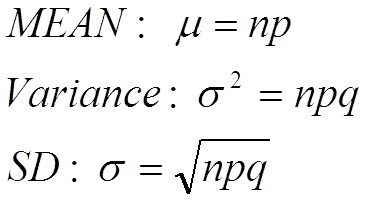 MEAN : μ = np
Variance : σ² = npq
SD : σ = √npq